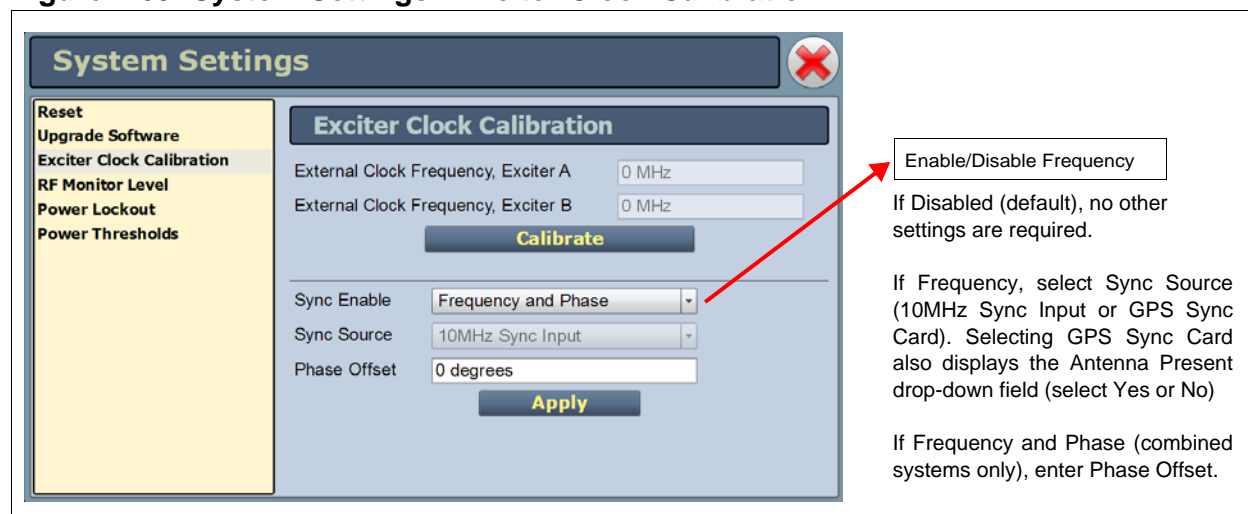 System Settings
Reset
Upgrade Software
Exciter Clock Calibration
RF Monitor Level
Power Lockout
Power Thresholds
Exciter Clock Calibration
External Clock Frequency, Exciter A 0 MHz
External Clock Frequency, Exciter B 0 MHz
Calibrate
Sync Enable Frequency and Phase
Sync Source 10MHz Sync Input
Phase Offset 0 degrees
Apply
Enable/Disable Frequency
If Disabled (default), no other
settings are required.
If Frequency, select Sync Source
(10MHz Sync Input or GPS Sync
Card). Selecting GPS Sync Card
also displays the Antenna Present
drop-down field (select Yes or No)
If Frequency and Phase (combined
systems only), enter Phase Offset.